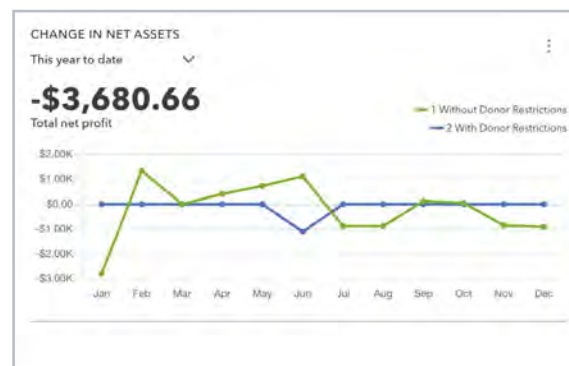 CHANGE IN NET ASSETS
This year to date
-$3,680.66
Total net profit
1 Without Donor Restrictions
2 With Donor Restrictions
$2.00K
$1.00K
$0.00
-$1.00K
-$2.00K
-$3.00K
Jan Feb Mar Apr May Jun Jul Aug Sep Oct Nov Dec